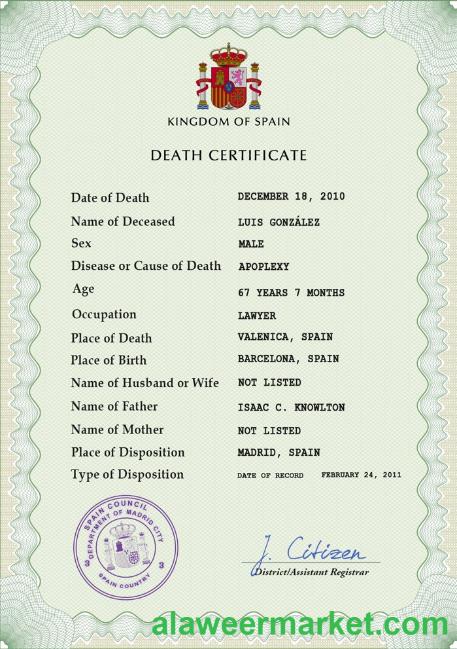 KINGDOM OF SPAIN
DEATH CERTIFICATE
Date of Death DECEMBER 18, 2010
Name of Deceased LUIS GONZÁLEZ
Sex MALE
Disease or Cause of Death APOPLEXY
Age 67 YEARS 7 MONTHS
Occupation LAWYER
Place of Death VALENICA, SPAIN
Place of Birth BARCELONA, SPAIN
Name of Husband or Wife NOT LISTED
Name of Father ISAAC C. KNOWLTON
Name of Mother NOT LISTED
Place of Disposition MADRID, SPAIN
Type of Disposition DATE OF RECORD FEBRUARY 24, 2011
SPAIN COUNCIL
DEPARTMENT OF MADRID CITY
3 3
SPAIN COUNTRY
J. Citizen
District/Assistant Registrar
alaweermarket.com